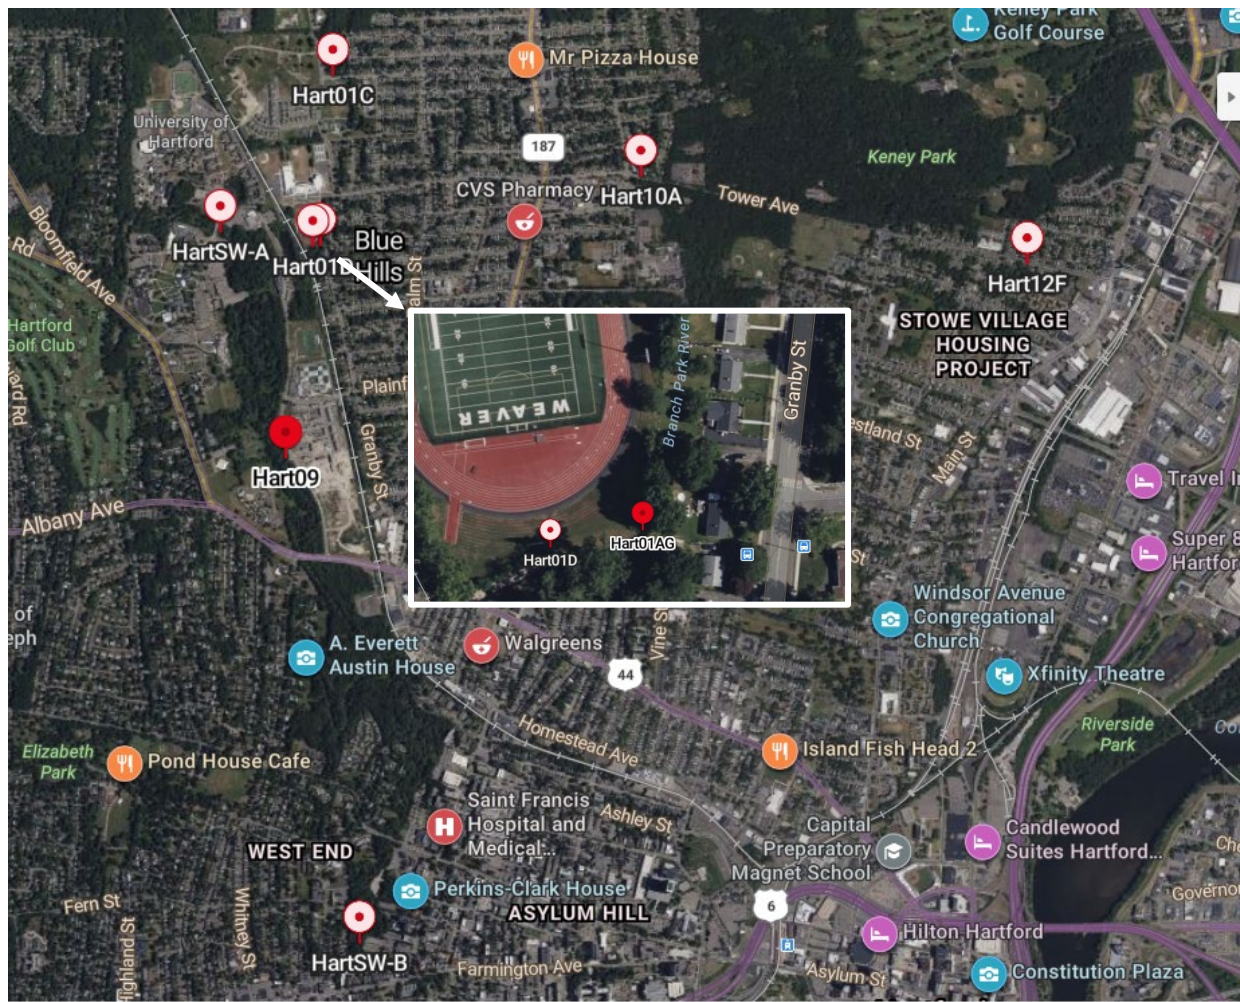 Keney Park
Golf Course
Mr Pizza House
Hart01C
University of
Hartford
187
Keney Park
CVS Pharmacy
Hart10A
Tower Ave
Bloomfield Ave
Rd
HartSW-A
Hart01D
Blue
Hills
Hart12F
Hartford
Golf Club
STOWE VILLAGE
HOUSING
PROJECT
Granby St
Branch Park River
WEAVER
Hart01D
Hart01AG
Granby St
Main St
Hart09
Albany Ave
Travel
Super 8
Windsor Avenue
Congregational
Church
A. Everett
Austin House
Walgreens
Vine St
44
Xfinity Theatre
Riverside
Park
Homestead Ave
Island Fish Head 2
Elizabeth
Park
Pond House Cafe
Saint Francis
Hospital and
Medical...
Ashley St
Capital
Preparatory
Magnet School
Candlewood
Suites Hartford...
WEST END
Perkins-Clark House
ASYLUM HILL
6
Fern St
Whitney St
Hilton Hartford
HartSW-B
Farmington Ave
Asylum St
Constitution Plaza